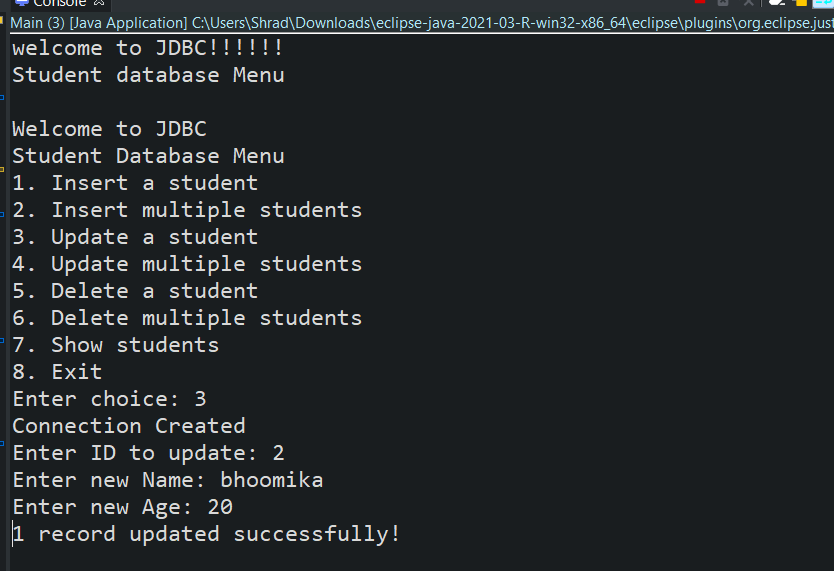 Console
Main (3) [Java Application] C:\Users\Shrad\Downloads\eclipse-java-2021-03-R-win32-x86_64\eclipse\plugins\org.eclipse.just
welcome to JDBC!!!!!!
Student database Menu

Welcome to JDBC
Student Database Menu
1. Insert a student
2. Insert multiple students
3. Update a student
4. Update multiple students
5. Delete a student
6. Delete multiple students
7. Show students
8. Exit
Enter choice: 3
Connection Created
Enter ID to update: 2
Enter new Name: bhoomika
Enter new Age: 20
1 record updated successfully!